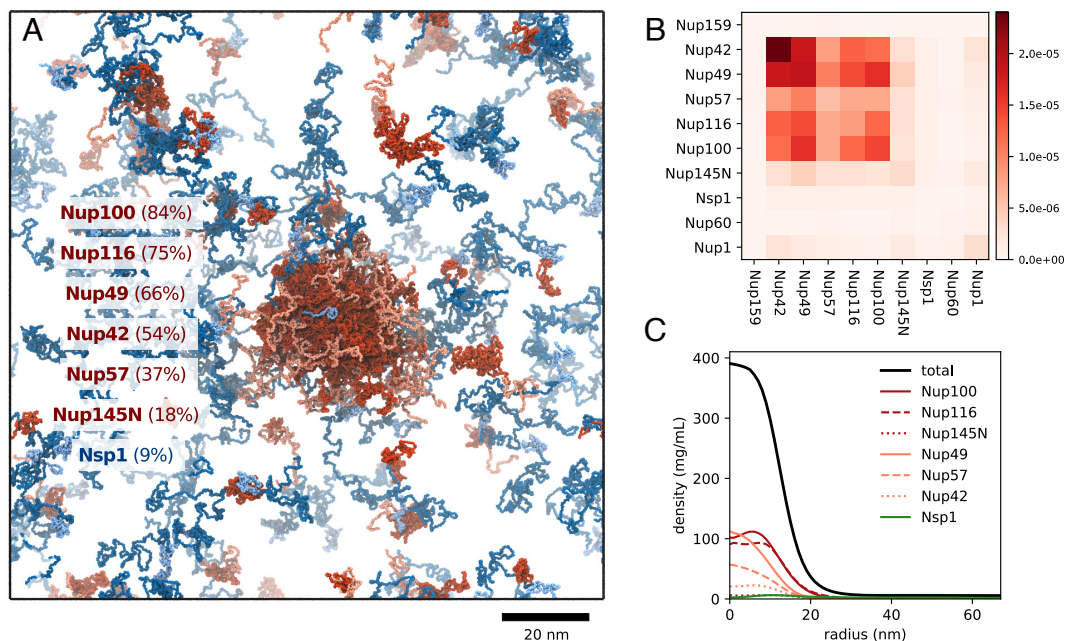 A
Nup100 (84%)
Nup116 (75%)
Nup49 (66%)
Nup42 (54%)
Nup57 (37%)
Nup145N (18%)
Nsp1 (9%)
20 nm
B
Nup159
Nup42
Nup49
Nup57
Nup116
Nup100
Nup145N
Nsp1
Nup60
Nup1
Nup159
Nup42
Nup49
Nup57
Nup116
Nup100
Nup145N
Nsp1
Nup60
Nup1
2.0e-05
1.5e-05
1.0e-05
5.0e-06
0.0e+00
C
400
300
200
100
0
density (mg/mL)
total
Nup100
Nup116
Nup145N
Nup49
Nup57
Nup42
Nsp1
0 20 40 60
radius (nm)